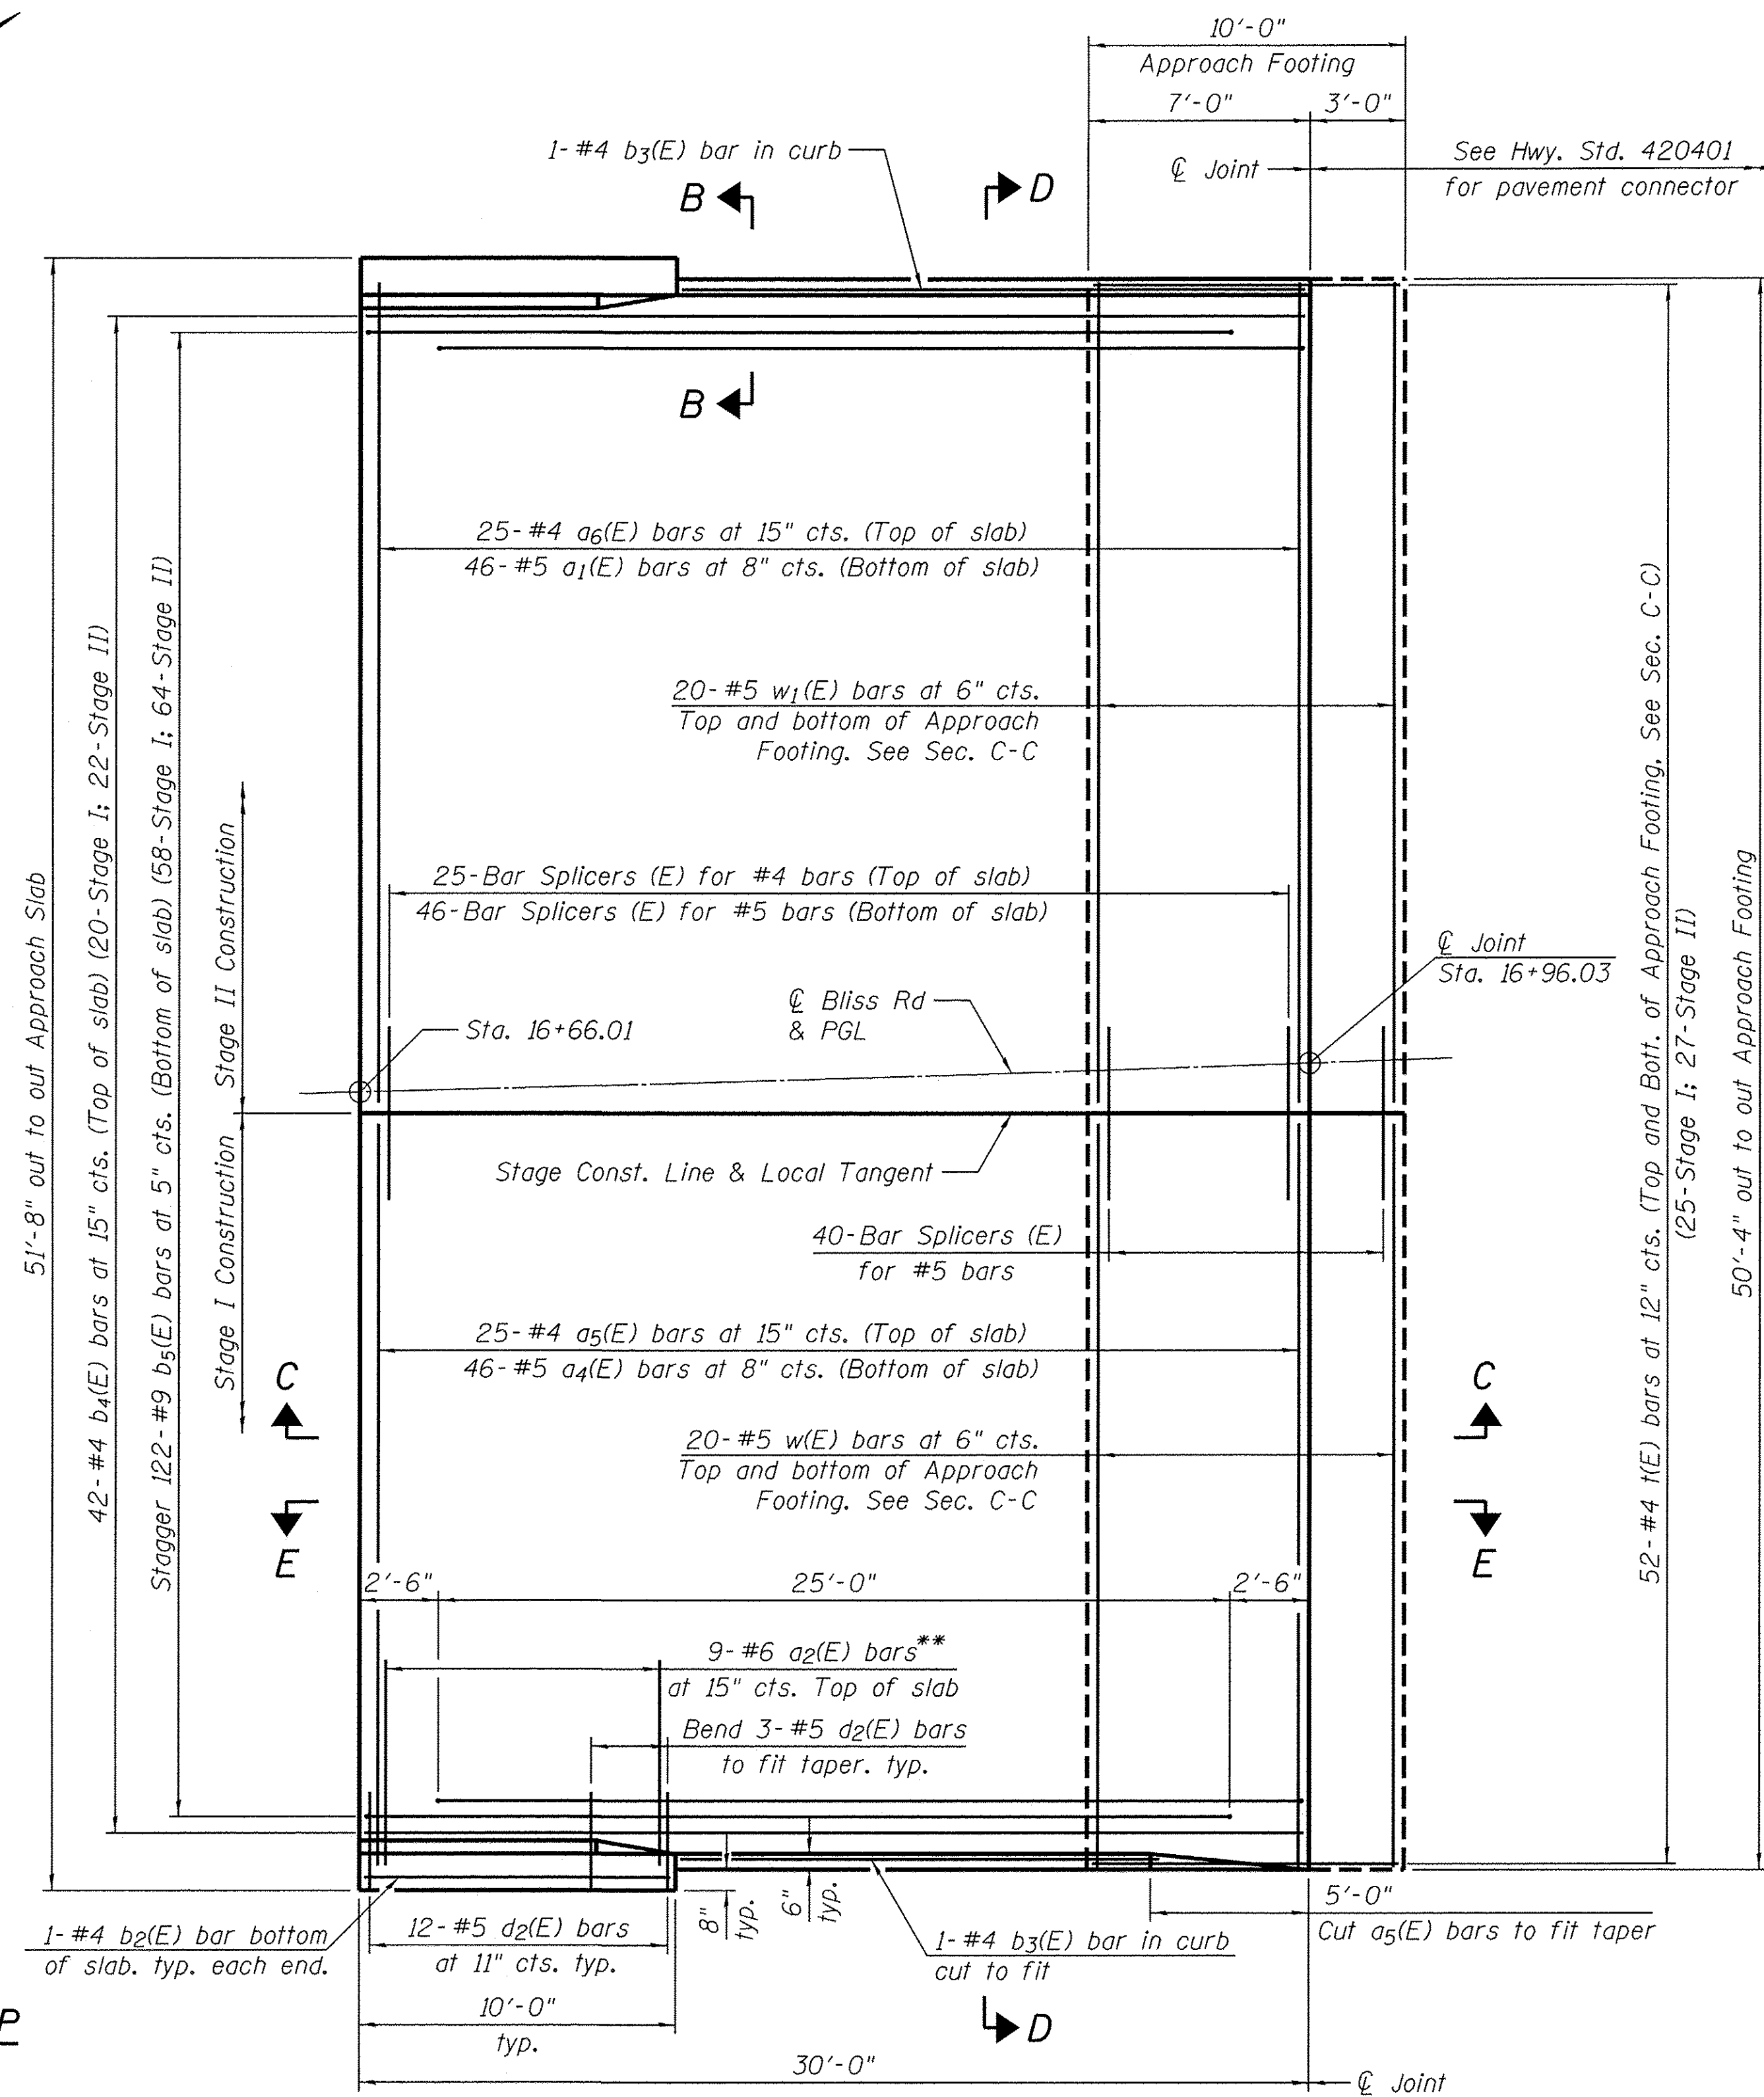 10'-0"
Approach Footing
7'-0"
3'-0"
1- #4 b3(E) bar in curb
℄ Joint
See Hwy. Std. 420401
for pavement connector
B
D
B
25- #4 a6(E) bars at 15" cts. (Top of slab)
46- #5 a1(E) bars at 8" cts. (Bottom of slab)
20- #5 w1(E) bars at 6" cts.
Top and bottom of Approach
Footing. See Sec. C-C
25-Bar Splicers (E) for #4 bars (Top of slab)
46-Bar Splicers (E) for #5 bars (Bottom of slab)
℄ Joint
Sta. 16+96.03
℄ Bliss Rd
& PGL
Sta. 16+66.01
Stage Const. Line & Local Tangent
40-Bar Splicers (E)
for #5 bars
25- #4 a5(E) bars at 15" cts. (Top of slab)
46- #5 a4(E) bars at 8" cts. (Bottom of slab)
20- #5 w(E) bars at 6" cts.
Top and bottom of Approach
Footing. See Sec. C-C
C
C
E
E
51'-8" out to out Approach Slab
42- #4 b4(E) bars at 15" cts. (Top of slab) (20-Stage I; 22-Stage II)
Stager 122- #9 b5(E) bars at 5" cts. (Bottom of slab) (58-Stage I; 64-Stage II)
Stage I Construction
Stage II Construction
52- #4 t(E) bars at 12" cts. (Top and Bott. of Approach Footing, See Sec. C-C)
(25-Stage I; 27-Stage II)
50'-4" out to out Approach Footing
2'-6"
25'-0"
2'-6"
9- #6 a2(E) bars**
at 15" cts. Top of slab
Bend 3- #5 d2(E) bars
to fit taper. typ.
8"
typ.
6"
typ.
5'-0"
Cut a5(E) bars to fit taper
1- #4 b2(E) bar bottom
of slab. typ. each end.
12- #5 d2(E) bars
at 11" cts. typ.
1- #4 b3(E) bar in curb
cut to fit
10'-0"
typ.
D
P
30'-0"
℄ Joint